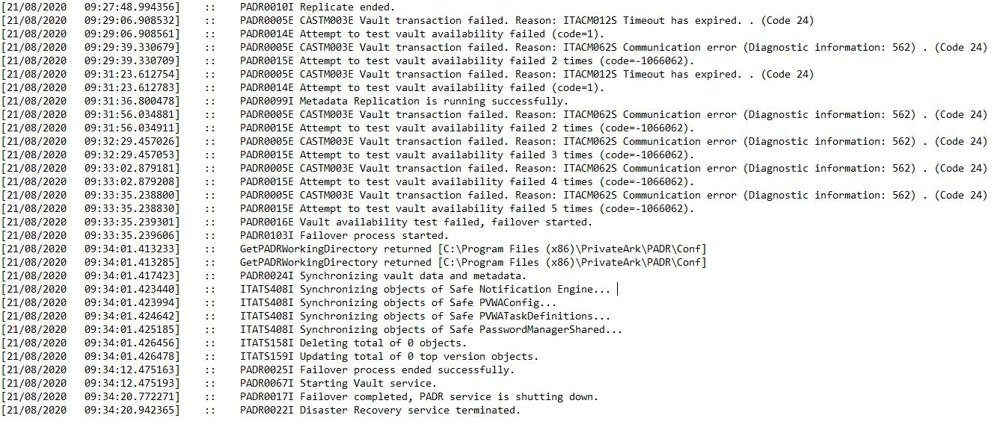 [21/08/2020   09:27:48.994356]    ::    PADR0010I Replicate ended.
[21/08/2020   09:29:06.908532]    ::    PADR0005E CASTM003E Vault transaction failed. Reason: ITACM012S Timeout has expired. . (Code 24)
[21/08/2020   09:29:06.908561]    ::    PADR0014E Attempt to test vault availability failed (code=1).
[21/08/2020   09:29:39.330679]    ::    PADR0005E CASTM003E Vault transaction failed. Reason: ITACM062S Communication error (Diagnostic information: 562) . (Code 24)
[21/08/2020   09:29:39.330709]    ::    PADR0015E Attempt to test vault availability failed 2 times (code=-1066062).
[21/08/2020   09:31:23.612754]    ::    PADR0005E CASTM003E Vault transaction failed. Reason: ITACM012S Timeout has expired. . (Code 24)
[21/08/2020   09:31:23.612783]    ::    PADR0014E Attempt to test vault availability failed (code=1).
[21/08/2020   09:31:36.800478]    ::    PADR0099I Metadata Replication is running successfully.
[21/08/2020   09:31:56.034881]    ::    PADR0005E CASTM003E Vault transaction failed. Reason: ITACM062S Communication error (Diagnostic information: 562) . (Code 24)
[21/08/2020   09:31:56.034911]    ::    PADR0015E Attempt to test vault availability failed 2 times (code=-1066062).
[21/08/2020   09:32:29.457026]    ::    PADR0005E CASTM003E Vault transaction failed. Reason: ITACM062S Communication error (Diagnostic information: 562) . (Code 24)
[21/08/2020   09:32:29.457053]    ::    PADR0015E Attempt to test vault availability failed 3 times (code=-1066062).
[21/08/2020   09:33:02.879181]    ::    PADR0005E CASTM003E Vault transaction failed. Reason: ITACM062S Communication error (Diagnostic information: 562) . (Code 24)
[21/08/2020   09:33:02.879208]    ::    PADR0015E Attempt to test vault availability failed 4 times (code=-1066062).
[21/08/2020   09:33:35.238800]    ::    PADR0005E CASTM003E Vault transaction failed. Reason: ITACM062S Communication error (Diagnostic information: 562) . (Code 24)
[21/08/2020   09:33:35.238830]    ::    PADR0015E Attempt to test vault availability failed 5 times (code=-1066062).
[21/08/2020   09:33:35.239301]    ::    PADR0016E Vault availability test failed, failover started.
[21/08/2020   09:33:35.239606]    ::    PADR0103I Failover process started.
[21/08/2020   09:34:01.413233]    ::    GetPADRWorkingDirectory returned [C:\Program Files (x86)\PrivateArk\PADR\Conf]
[21/08/2020   09:34:01.413285]    ::    GetPADRWorkingDirectory returned [C:\Program Files (x86)\PrivateArk\PADR\Conf]
[21/08/2020   09:34:01.417423]    ::    PADR0024I Synchronizing vault data and metadata.
[21/08/2020   09:34:01.423440]    ::    ITATS408I Synchronizing objects of Safe Notification Engine...
[21/08/2020   09:34:01.423994]    ::    ITATS408I Synchronizing objects of Safe PVWAConfig...
[21/08/2020   09:34:01.424642]    ::    ITATS408I Synchronizing objects of Safe PVWATaskDefinitions...
[21/08/2020   09:34:01.425185]    ::    ITATS408I Synchronizing objects of Safe PasswordManagerShared...
[21/08/2020   09:34:01.426456]    ::    ITATS158I Deleting total of 0 objects.
[21/08/2020   09:34:01.426478]    ::    ITATS159I Updating total of 0 top version objects.
[21/08/2020   09:34:12.475163]    ::    PADR0025I Failover process ended successfully.
[21/08/2020   09:34:12.475193]    ::    PADR0067I Starting Vault service.
[21/08/2020   09:34:20.772271]    ::    PADR0017I Failover completed, PADR service is shutting down.
[21/08/2020   09:34:20.942365]    ::    PADR0022I Disaster Recovery service terminated.